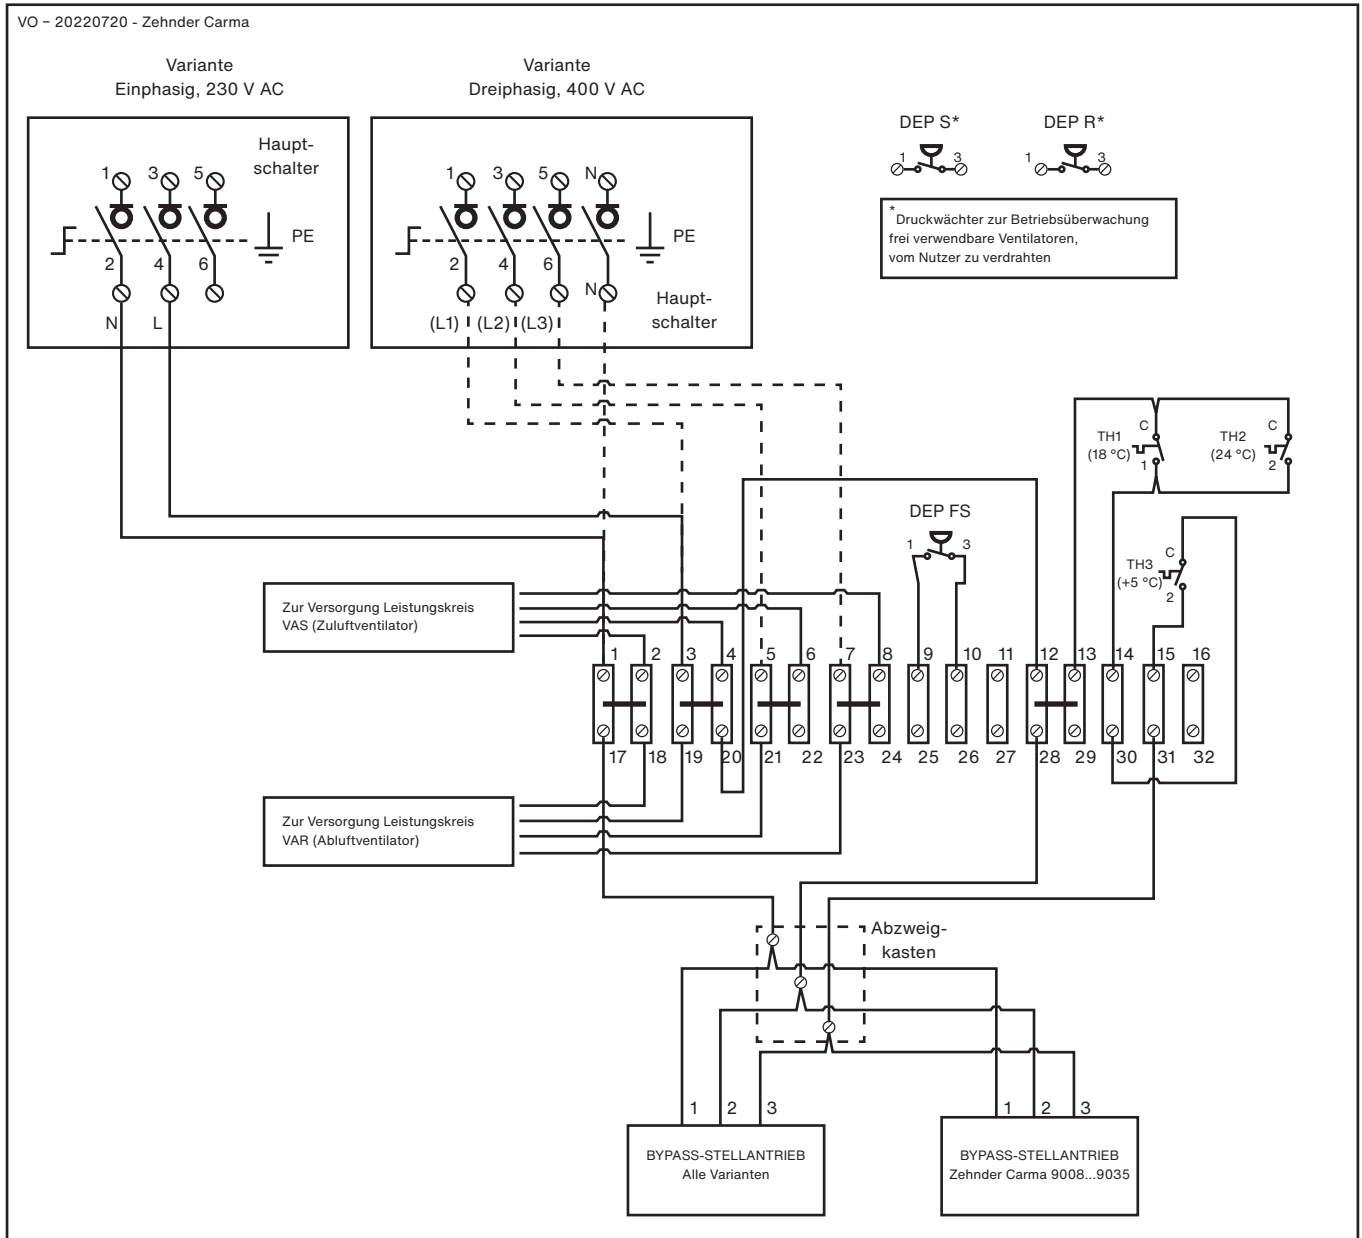 VO – 20220720 - Zehnder Carma
Variante
Einphasig, 230 V AC
Variante
Dreiphasig, 400 V AC
Haupt-
schalter
1 3 5
PE
2 4 6
N L
1 3 5 N
PE
2 4 6 N
Haupt-
schalter
(L1) (L2) (L3)
DEP S*
1 3
DEP R*
1 3
* Druckwächter zur Betriebsüberwachung
frei verwendbare Ventilatoren,
vom Nutzer zu verdrahten
C
TH1
(18 °C)
1
C
TH2
(24 °C)
2
DEP FS
1 3
C
TH3
(+5 °C)
2
Zur Versorgung Leistungskreis
VAS (Zuluftventilator)
1 2 3 4 5 6 7 8 9 10 11 12 13 14 15 16
17 18 19 20 21 22 23 24 25 26 27 28 29 30 31 32
Zur Versorgung Leistungskreis
VAR (Abluftventilator)
Abzweig-
kasten
1 2 3
1 2 3
BYPASS-STELLANTRIEB
Alle Varianten
BYPASS-STELLANTRIEB
Zehnder Carma 9008...9035